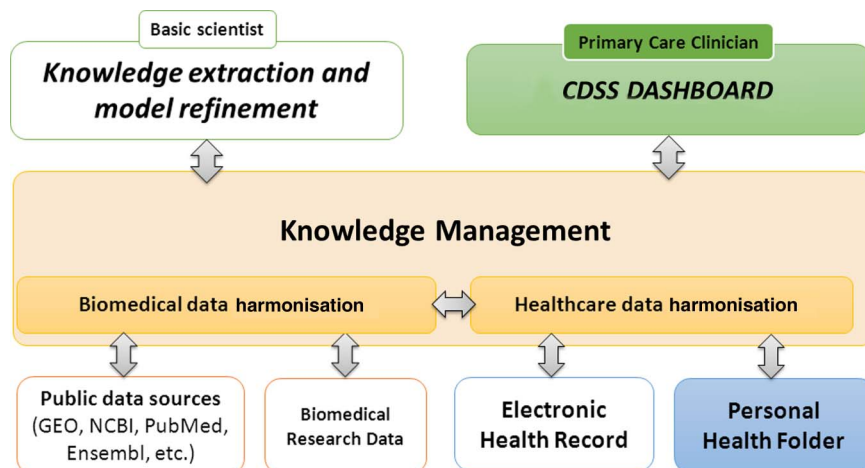 Basic scientist
Knowledge extraction and
model refinement
Primary Care Clinician
CDSS DASHBOARD
Knowledge Management
Biomedical data harmonisation
Healthcare data harmonisation
Public data sources
(GEO, NCBI, PubMed,
Ensembl, etc.)
Biomedical
Research Data
Electronic
Health Record
Personal
Health Folder